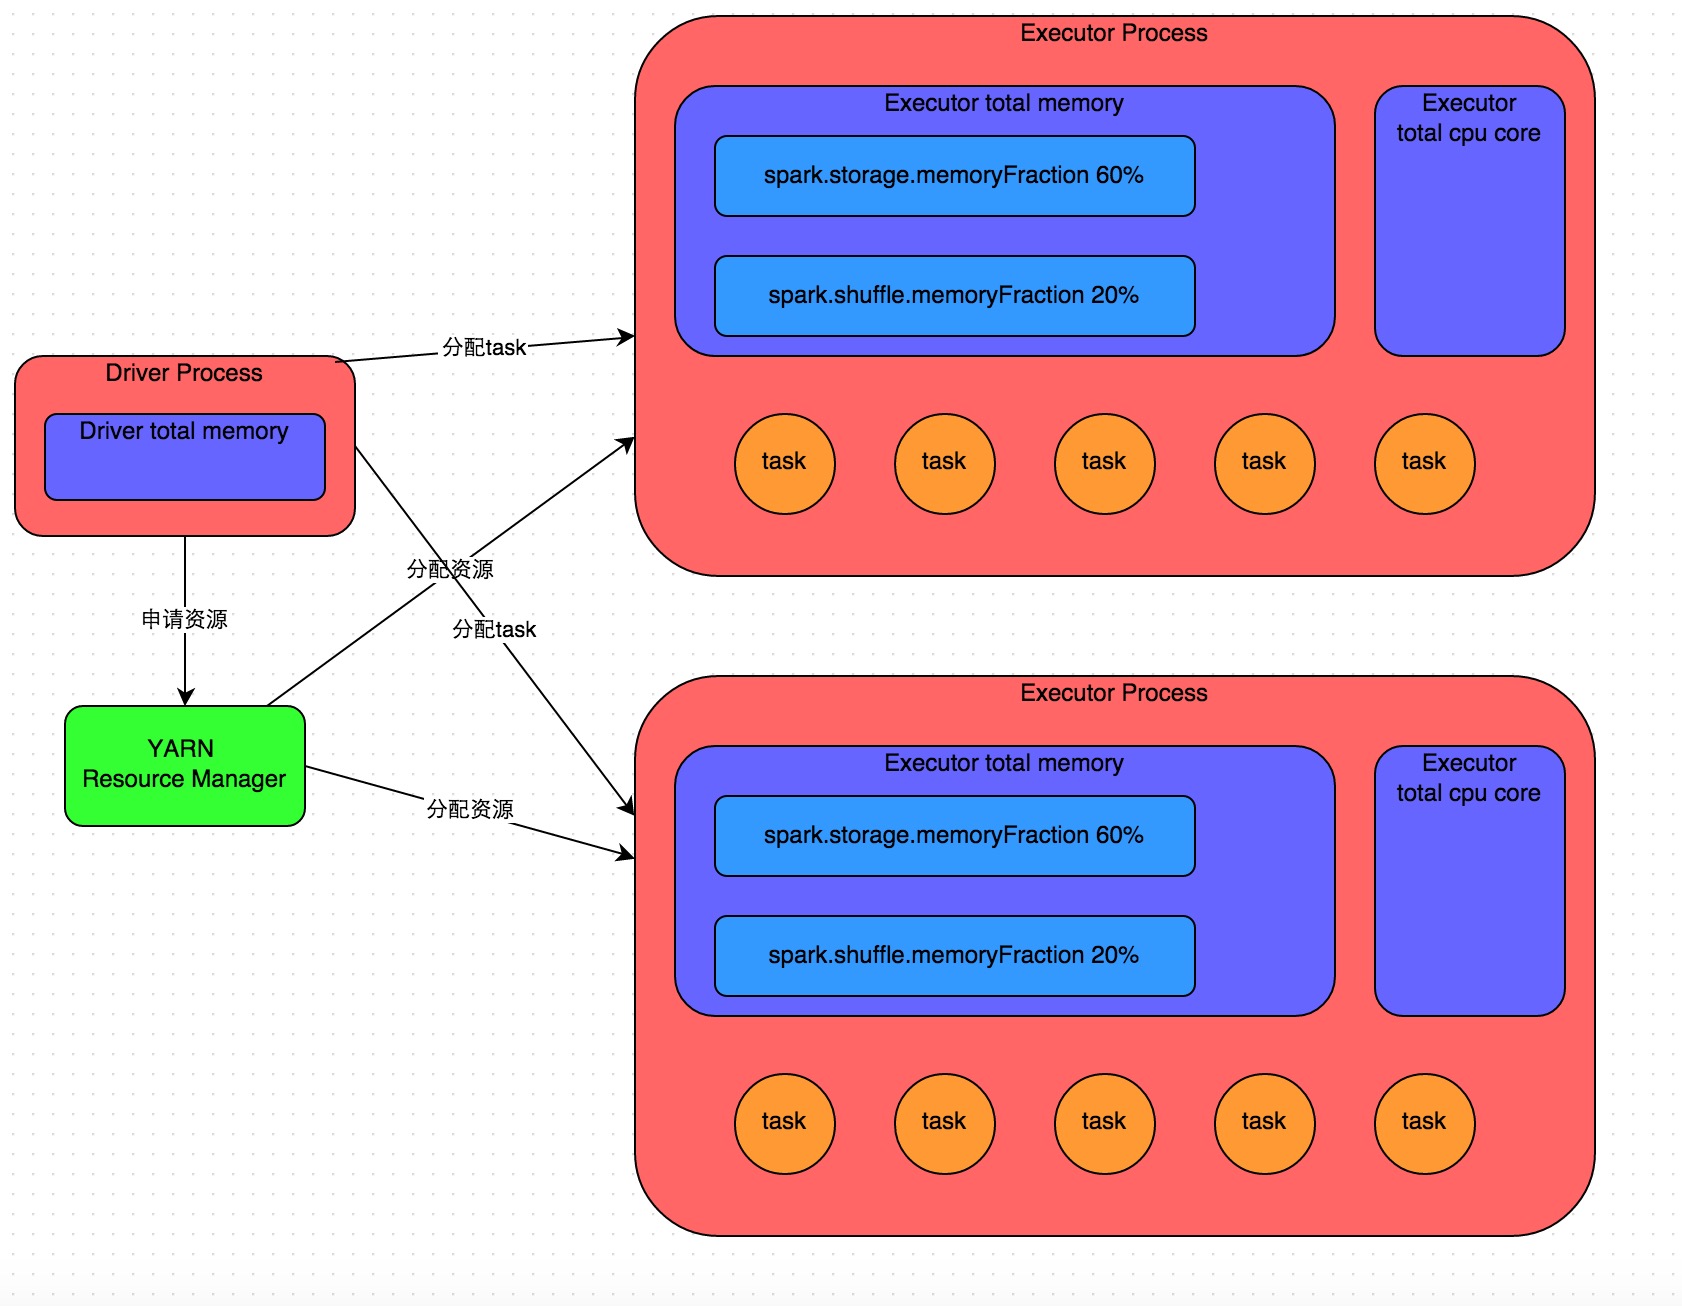 Executor Process
Executor total memory
spark.storage.memoryFraction 60%
spark.shuffle.memoryFraction 20%
Executor
total cpu core
task
task
task
task
task
分配task
Driver Process
Driver total memory
分配资源
申请资源
分配task
YARN
Resource Manager
分配资源
Executor Process
Executor total memory
spark.storage.memoryFraction 60%
spark.shuffle.memoryFraction 20%
Executor
total cpu core
task
task
task
task
task